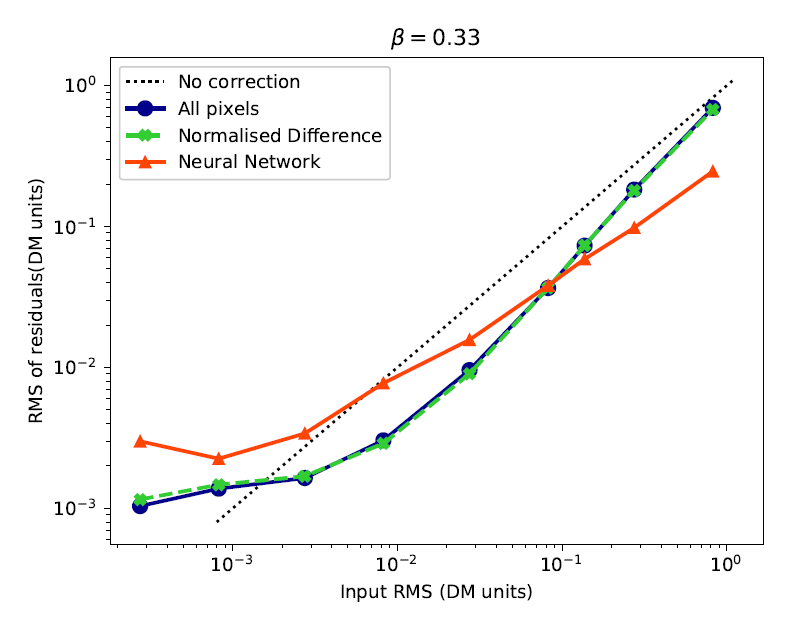 β = 0.33
No correction
All pixels
Normalised Difference
Neural Network
RMS of residuals(DM units)
10⁰
10⁻¹
10⁻²
10⁻³
10⁻³ 10⁻² 10⁻¹ 10⁰
Input RMS (DM units)